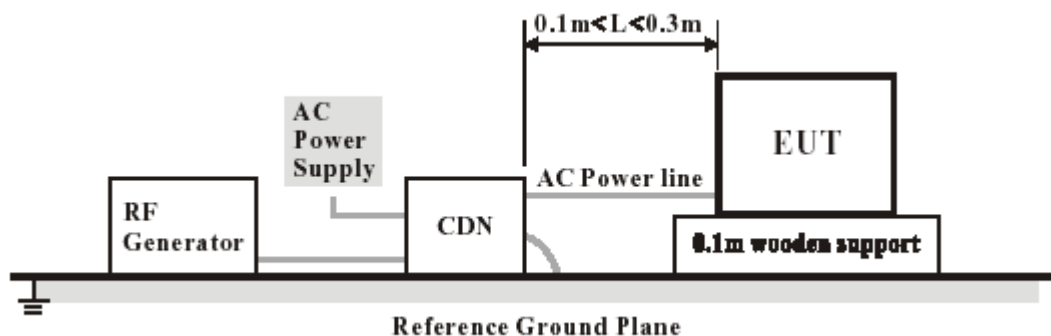 0.1m<L<0.3m
AC
Power
Supply
EUT
AC Power line
RF
Generator
CDN
0.1m wooden support
Reference Ground Plane